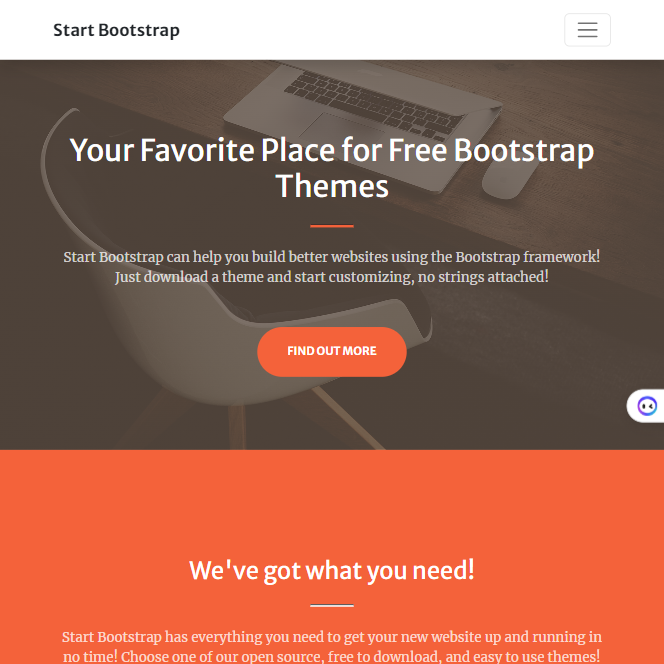 Start Bootstrap
Your Favorite Place for Free Bootstrap
Themes
Start Bootstrap can help you build better websites using the Bootstrap framework!
Just download a theme and start customizing, no strings attached!
FIND OUT MORE
We've got what you need!
Start Bootstrap has everything you need to get your new website up and running in
no time! Choose one of our open source, free to download, and easy to use themes!